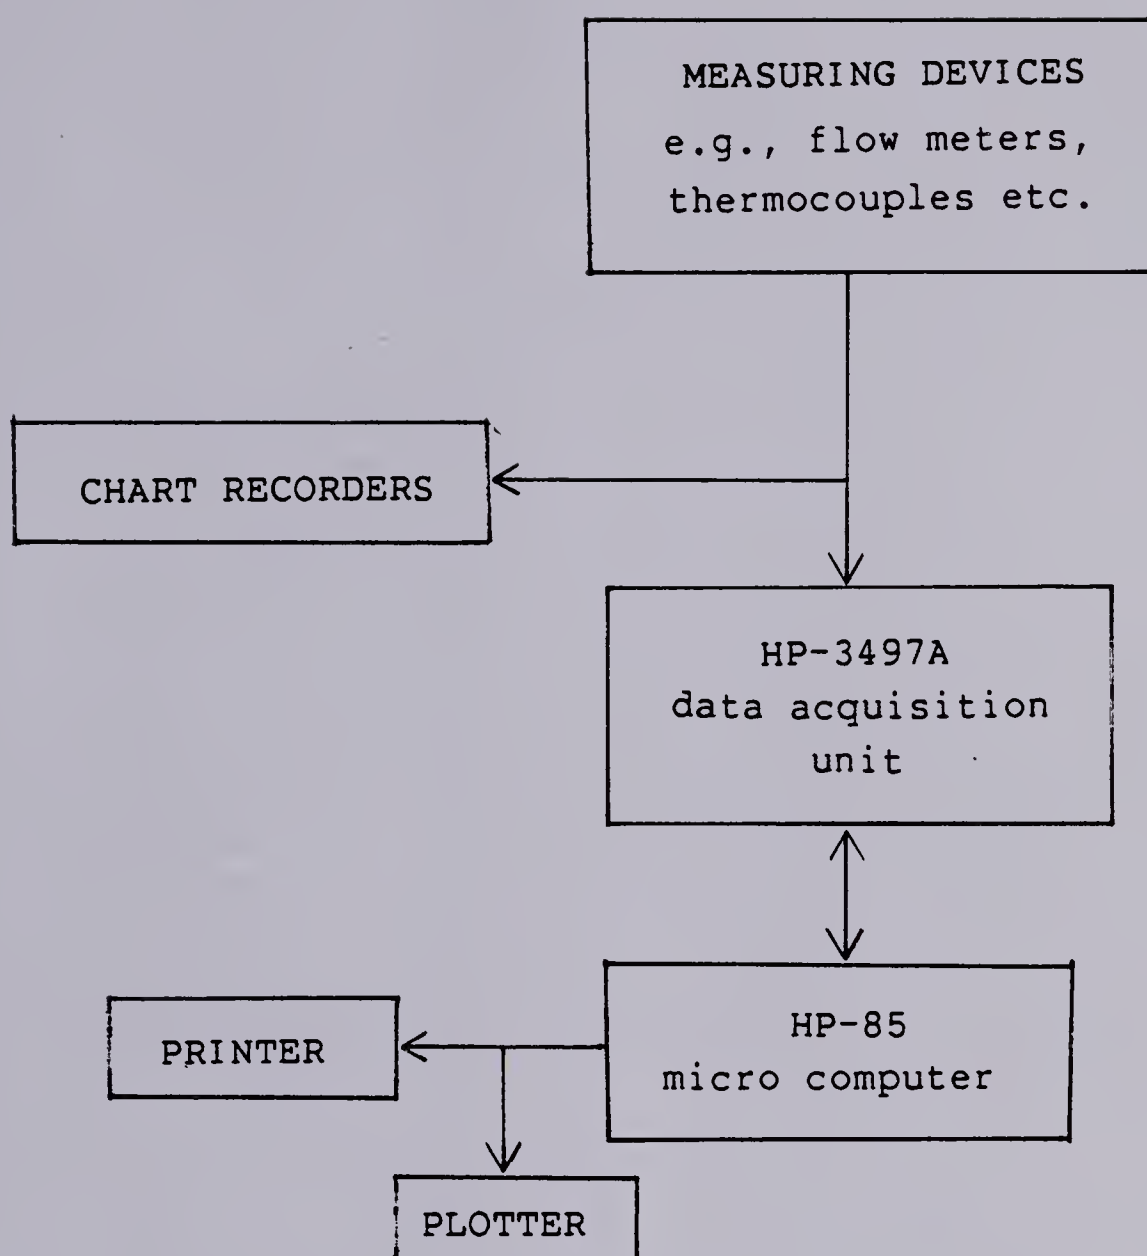 MEASURING DEVICES
e.g., flow meters,
thermocouples etc.
CHART RECORDERS
HP-3497A
data acquisition
unit
HP-85
micro computer
PRINTER
PLOTTER